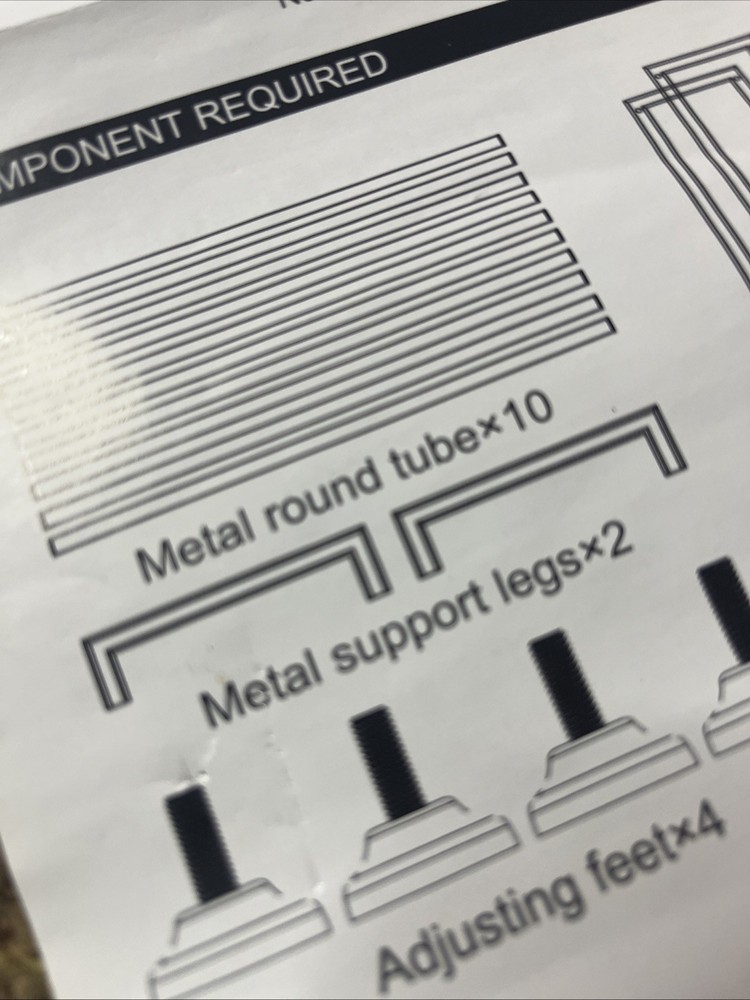 MPONENT REQUIRED
Metal round tube×10
Metal support legs×2
Adjusting feet×4